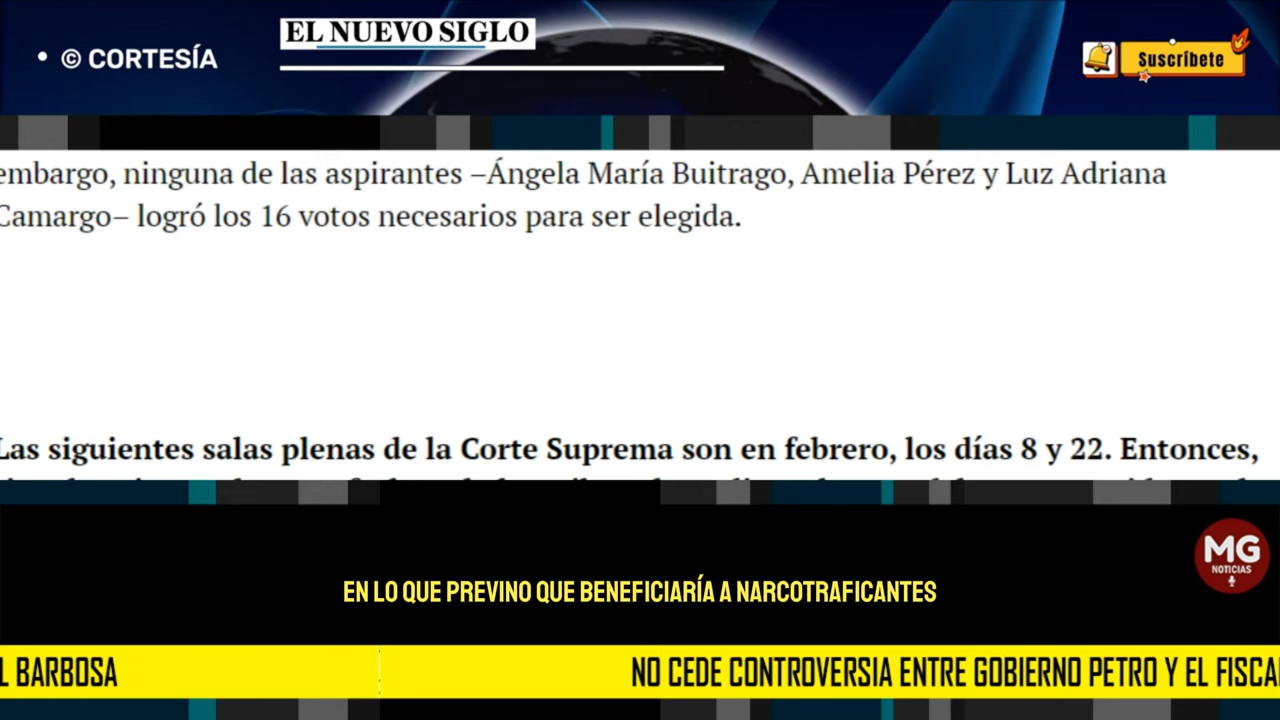 • © CORTESÍA
EL NUEVO SIGLO
Suscríbete
embargo, ninguna de las aspirantes –Ángela María Buitrago, Amelia Pérez y Luz Adriana
Camargo– logró los 16 votos necesarios para ser elegida.
Las siguientes salas plenas de la Corte Suprema son en febrero, los días 8 y 22. Entonces,
MG
NOTICIAS
EN LO QUE PREVINO QUE BENEFICIARÍA A NARCOTRAFICANTES
L BARBOSA
NO CEDE CONTROVERSIA ENTRE GOBIERNO PETRO Y EL FISCA